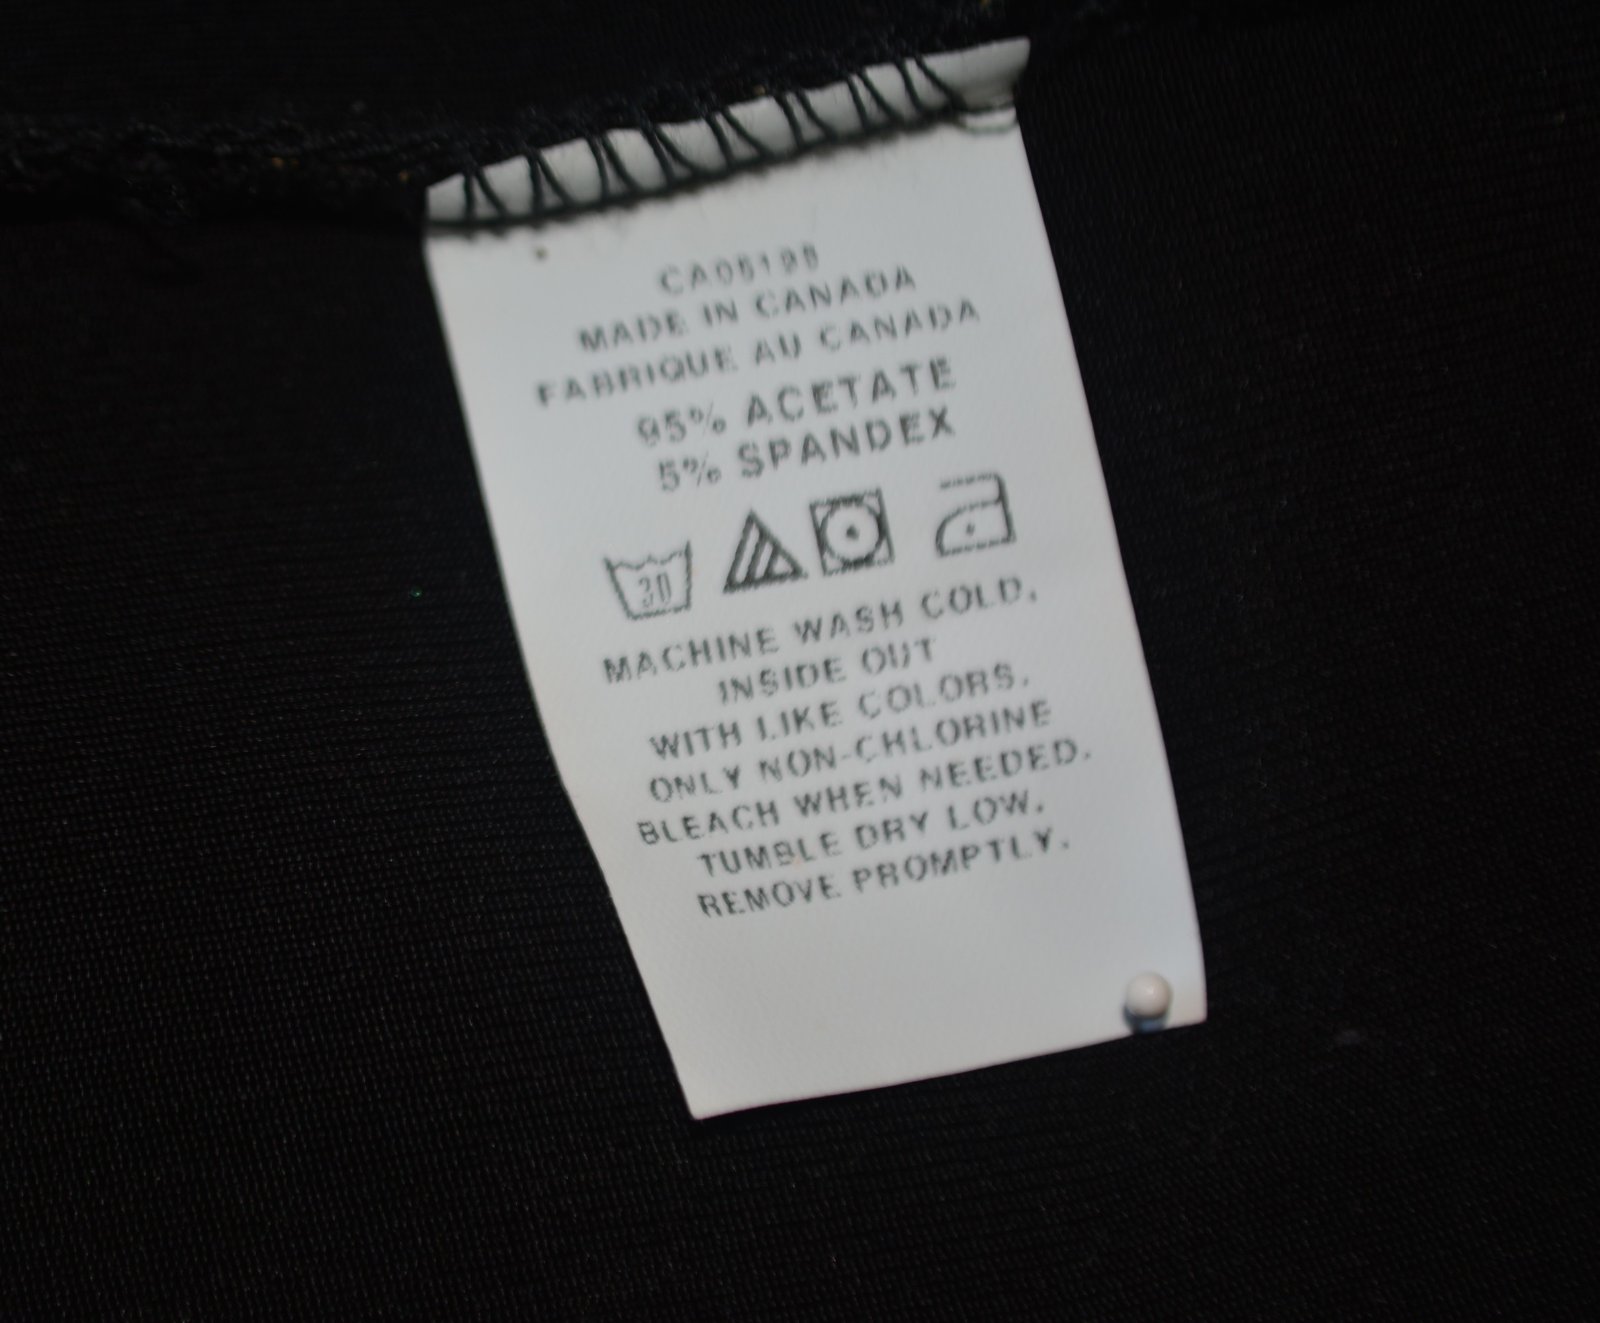 CA05198
MADE IN CANADA
FABRIQUE AU CANADA
95% ACETATE
5% SPANDEX
30
MACHINE WASH COLD,
INSIDE OUT
WITH LIKE COLORS.
ONLY NON-CHLORINE
BLEACH WHEN NEEDED.
TUMBLE DRY LOW.
REMOVE PROMPTLY.